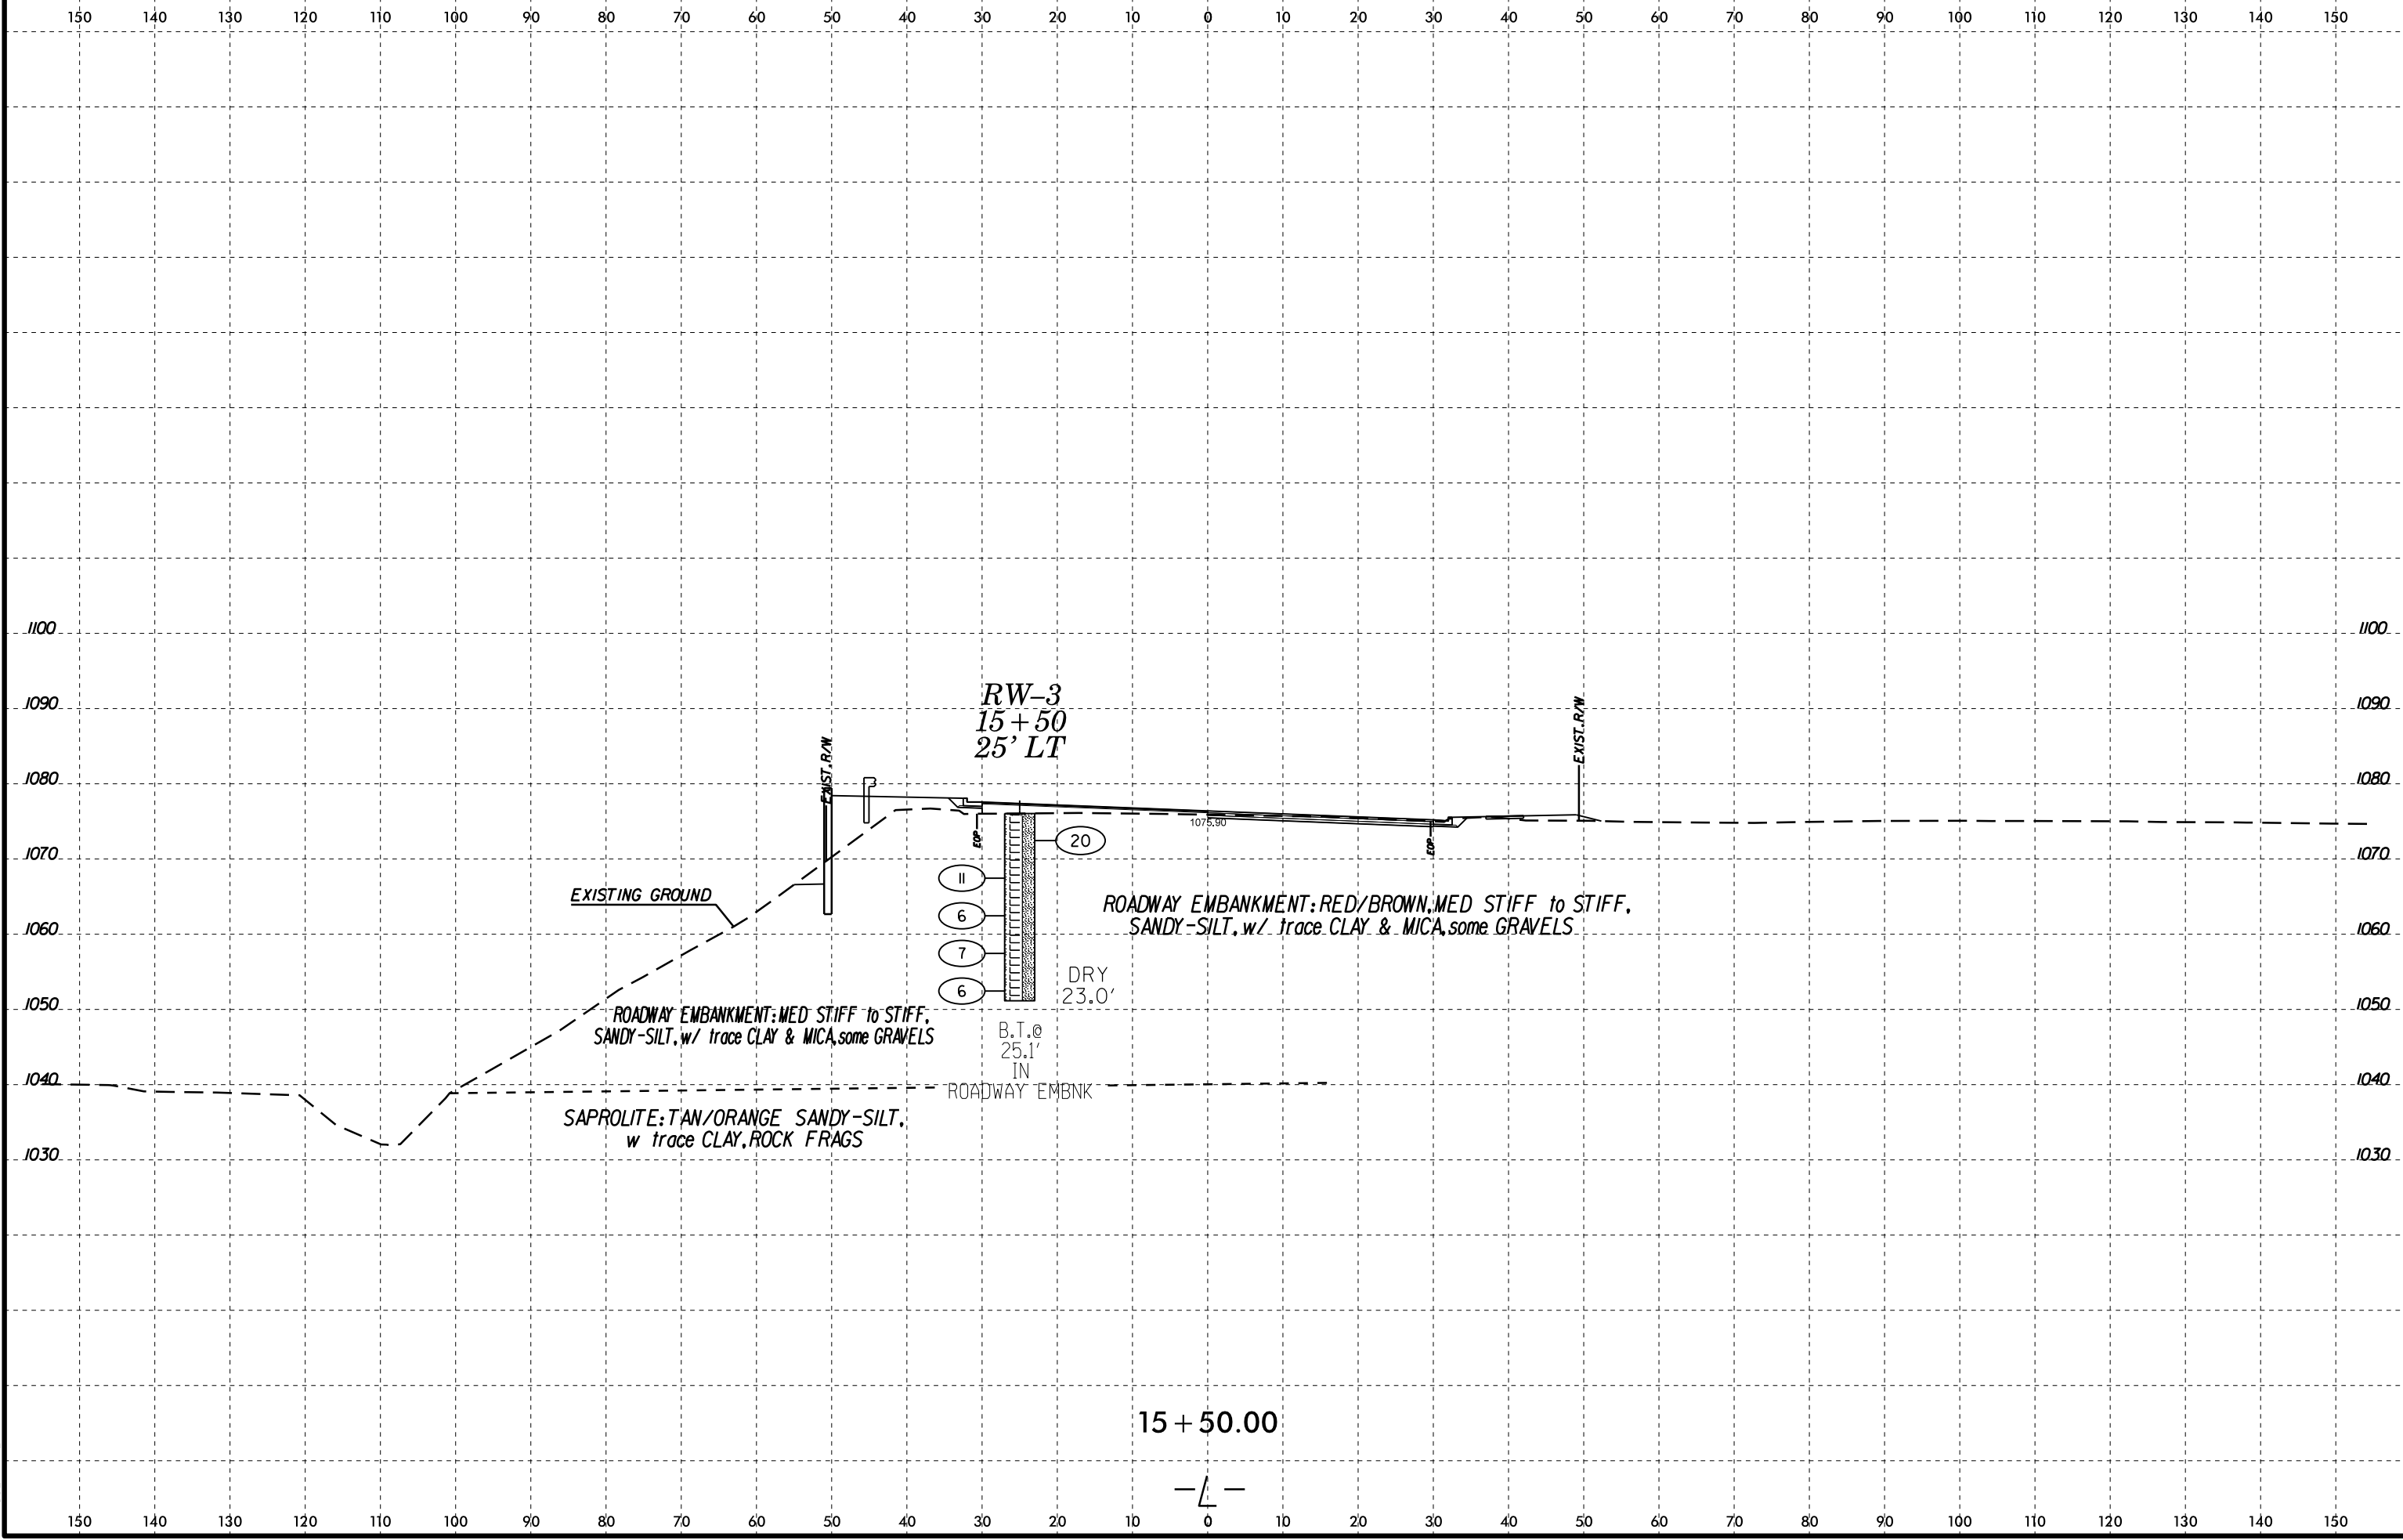 150 140 130 120 110 100 90 80 70 60 50 40 30 20 10 0 10 20 30 40 50 60 70 80 90 100 110 120 130 140 150
1100 1100
1090 RW-3 1090
15+50
25' LT
EXIST. R/W
EXIST. R/W
1080 1080
1075.90
EOP
EOP
20
1070 1070
11
EXISTING GROUND
6
ROADWAY EMBANKMENT: RED/BROWN, MED STIFF to STIFF,
SANDY-SILT, w/ trace CLAY & MICA, some GRAVELS
1060 1060
7
DRY
23.0'
6
1050 1050
ROADWAY EMBANKMENT: MED STIFF to STIFF,
SANDY-SILT, w/ trace CLAY & MICA, some GRAVELS
B.T.@
25.1'
IN
ROADWAY EMBNK
1040 1040
SAPROLITE: TAN/ORANGE SANDY-SILT,
w trace CLAY, ROCK FRAGS
1030 1030
15+50.00
-L-
150 140 130 120 110 100 90 80 70 60 50 40 30 20 10 0 10 20 30 40 50 60 70 80 90 100 110 120 130 140 150